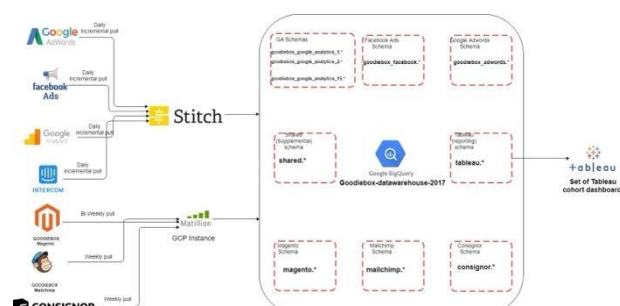 Google
AdWords
Daily
incremental pull
facebook
Ads
Daily
incremental pull
Google
Analytics
Daily
incremental pull
INTERCOM
Daily
incremental pull
GOODIEBOX
Magento
Bi-Weekly pull
GOODIEBOX
Mailchimp
Weekly pull
CONSIGNOR
Weekly pull
Stitch
Matillion
GCP Instance
GA Schemas
goodiebox_google_analytics_1.*
goodiebox_google_analytics_2.*
goodiebox_google_analytics_15.*
Facebook Ads
Schema
goodiebox_facebook.*
Google Adwords
Schema
goodiebox_adwords.*
Shared
(Supplemental)
schema
shared.*
Google BigQuery
Goodiebox-datawarehouse-2017
Tableau
(reporting)
schema
tableau.*
Magento
Schema
magento.*
Mailchimp
Schema
mailchimp.*
Consignor
Schema
consignor.*
+ableau
Set of Tableau
cohort dashboard